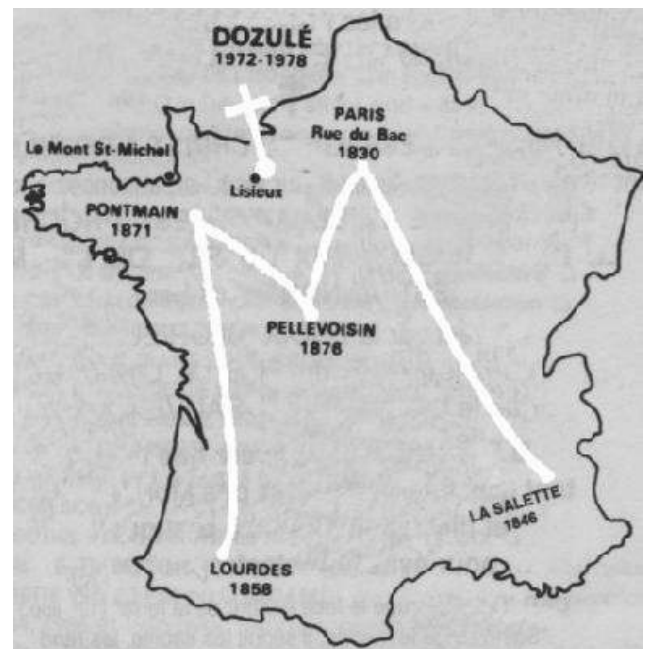 DOZULÉ
1972-1978
PARIS
Rue du Bac
1830
Le Mont St-Michel
Lisieux
PONTMAIN
1871
PELLEVOISIN
1876
LA SALETTE
1846
LOURDES
1858